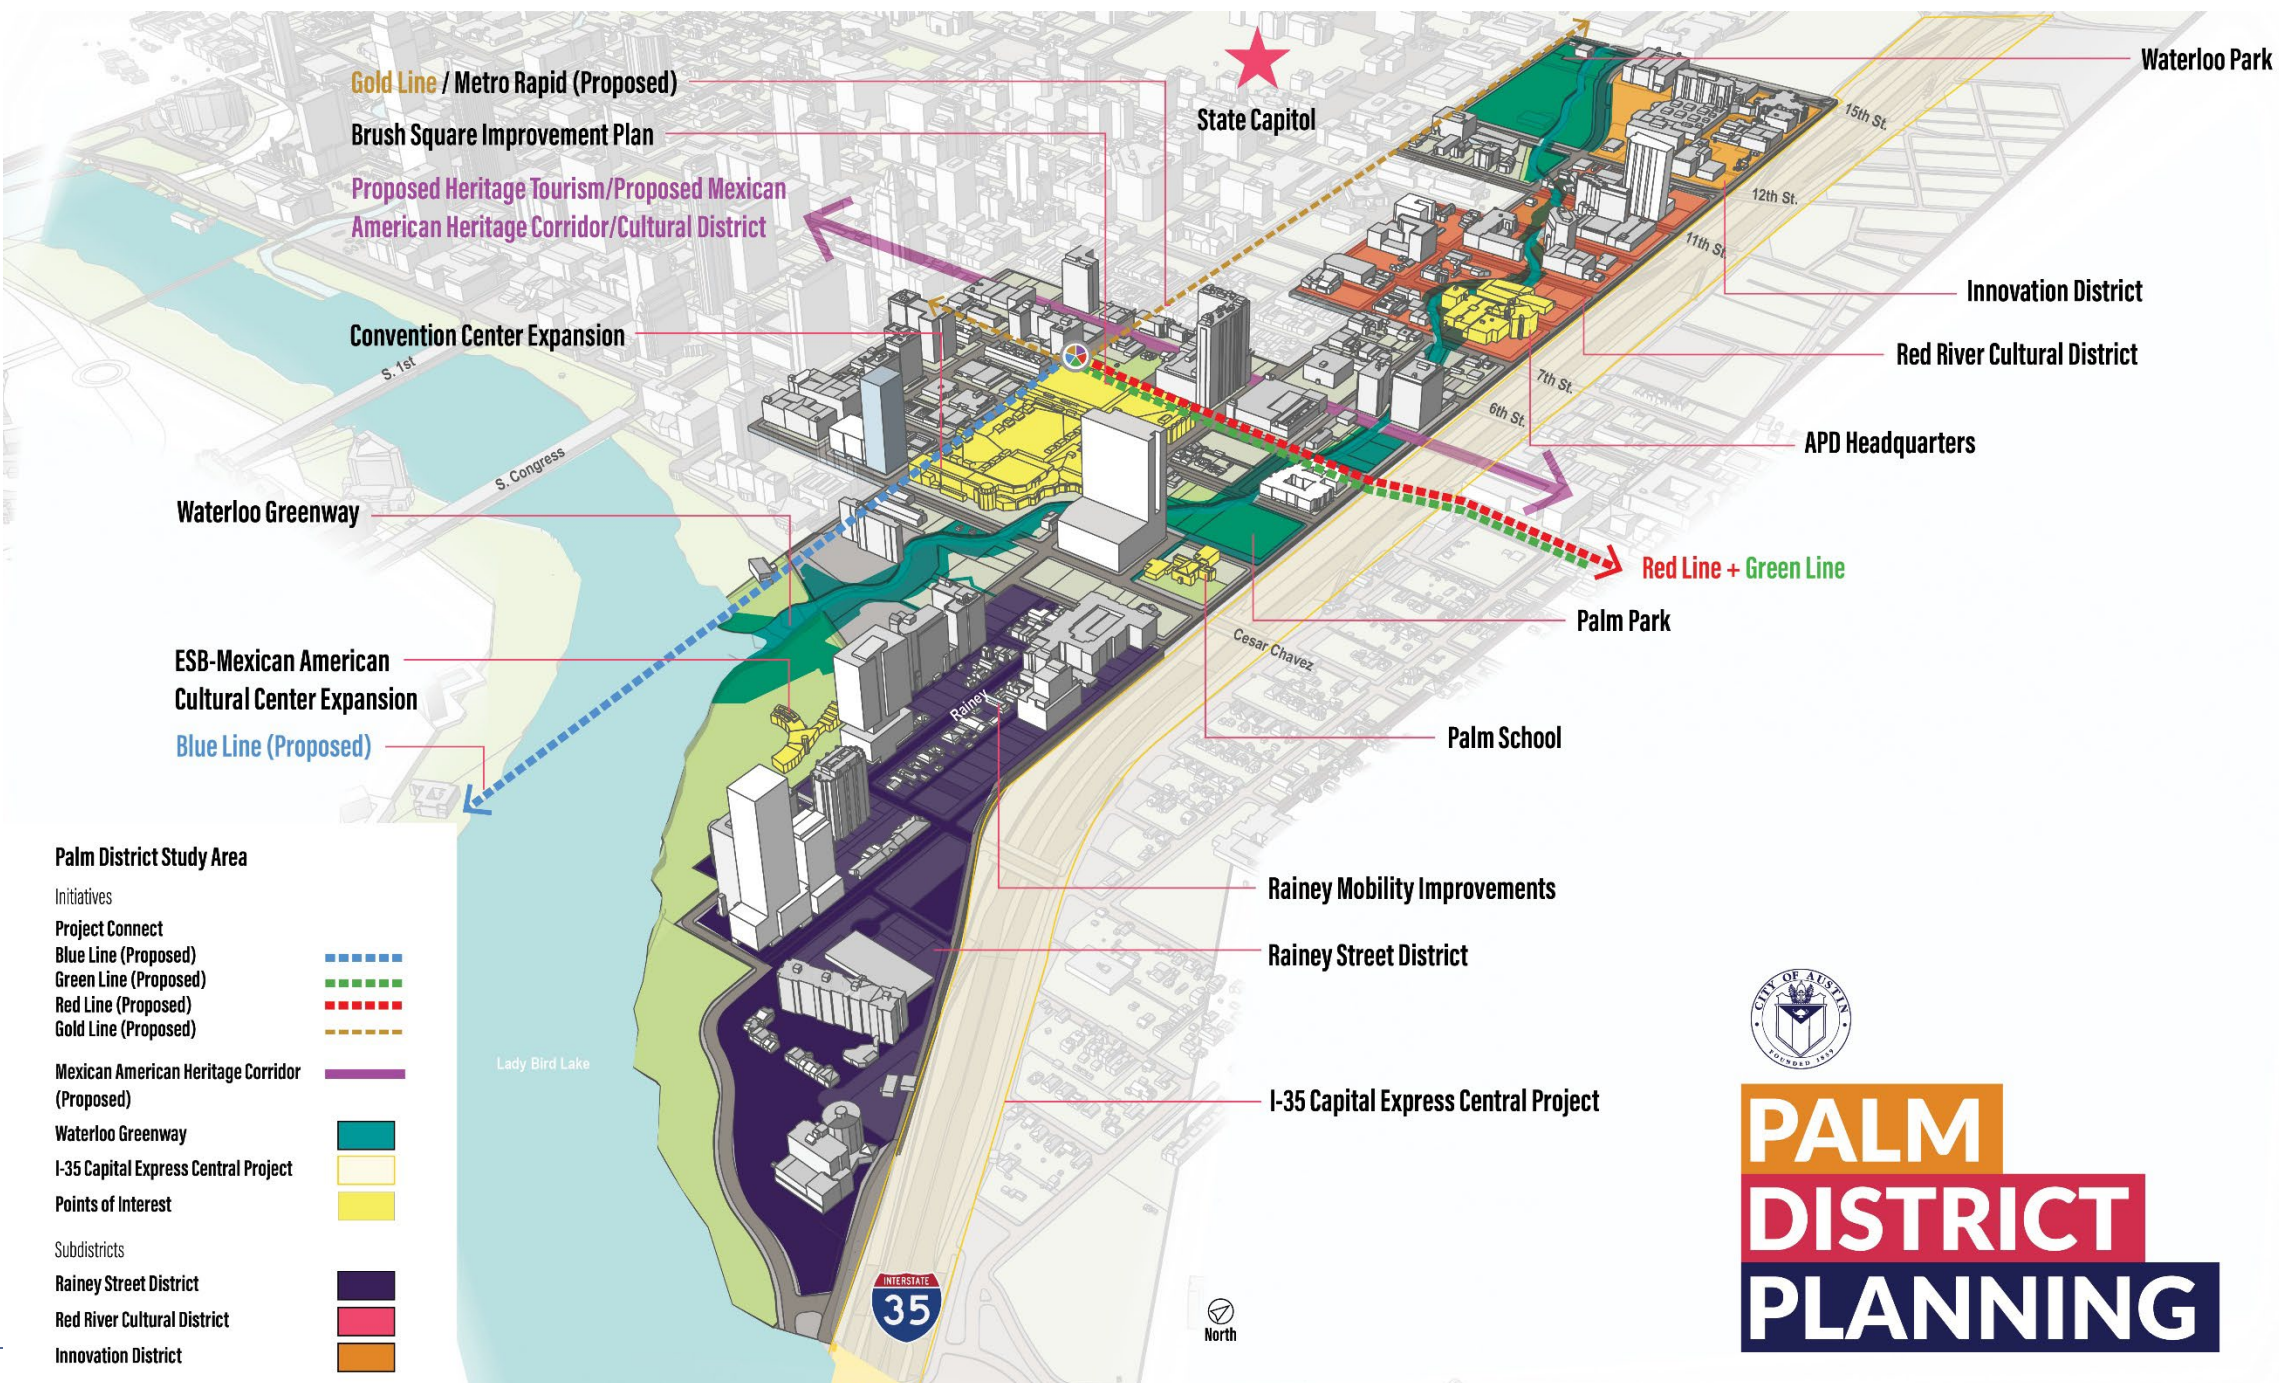 Gold Line / Metro Rapid (Proposed)
Brush Square Improvement Plan
Proposed Heritage Tourism/Proposed Mexican
American Heritage Corridor/Cultural District
Convention Center Expansion
State Capitol
Waterloo Park
15th St.
12th St.
11th St.
Innovation District
Red River Cultural District
7th St.
6th St.
APD Headquarters
S. 1st
S. Congress
Waterloo Greenway
Red Line + Green Line
Palm Park
Cesar Chavez
ESB-Mexican American
Cultural Center Expansion
Blue Line (Proposed)
Rainey
Palm School
Rainey Mobility Improvements
Rainey Street District
Lady Bird Lake
I-35 Capital Express Central Project
INTERSTATE
35
North
Palm District Study Area
Initiatives
Project Connect
Blue Line (Proposed)
Green Line (Proposed)
Red Line (Proposed)
Gold Line (Proposed)
Mexican American Heritage Corridor
(Proposed)
Waterloo Greenway
I-35 Capital Express Central Project
Points of Interest
Subdistricts
Rainey Street District
Red River Cultural District
Innovation District
CITY OF AUSTIN
FOUNDED 1839
PALM
DISTRICT
PLANNING